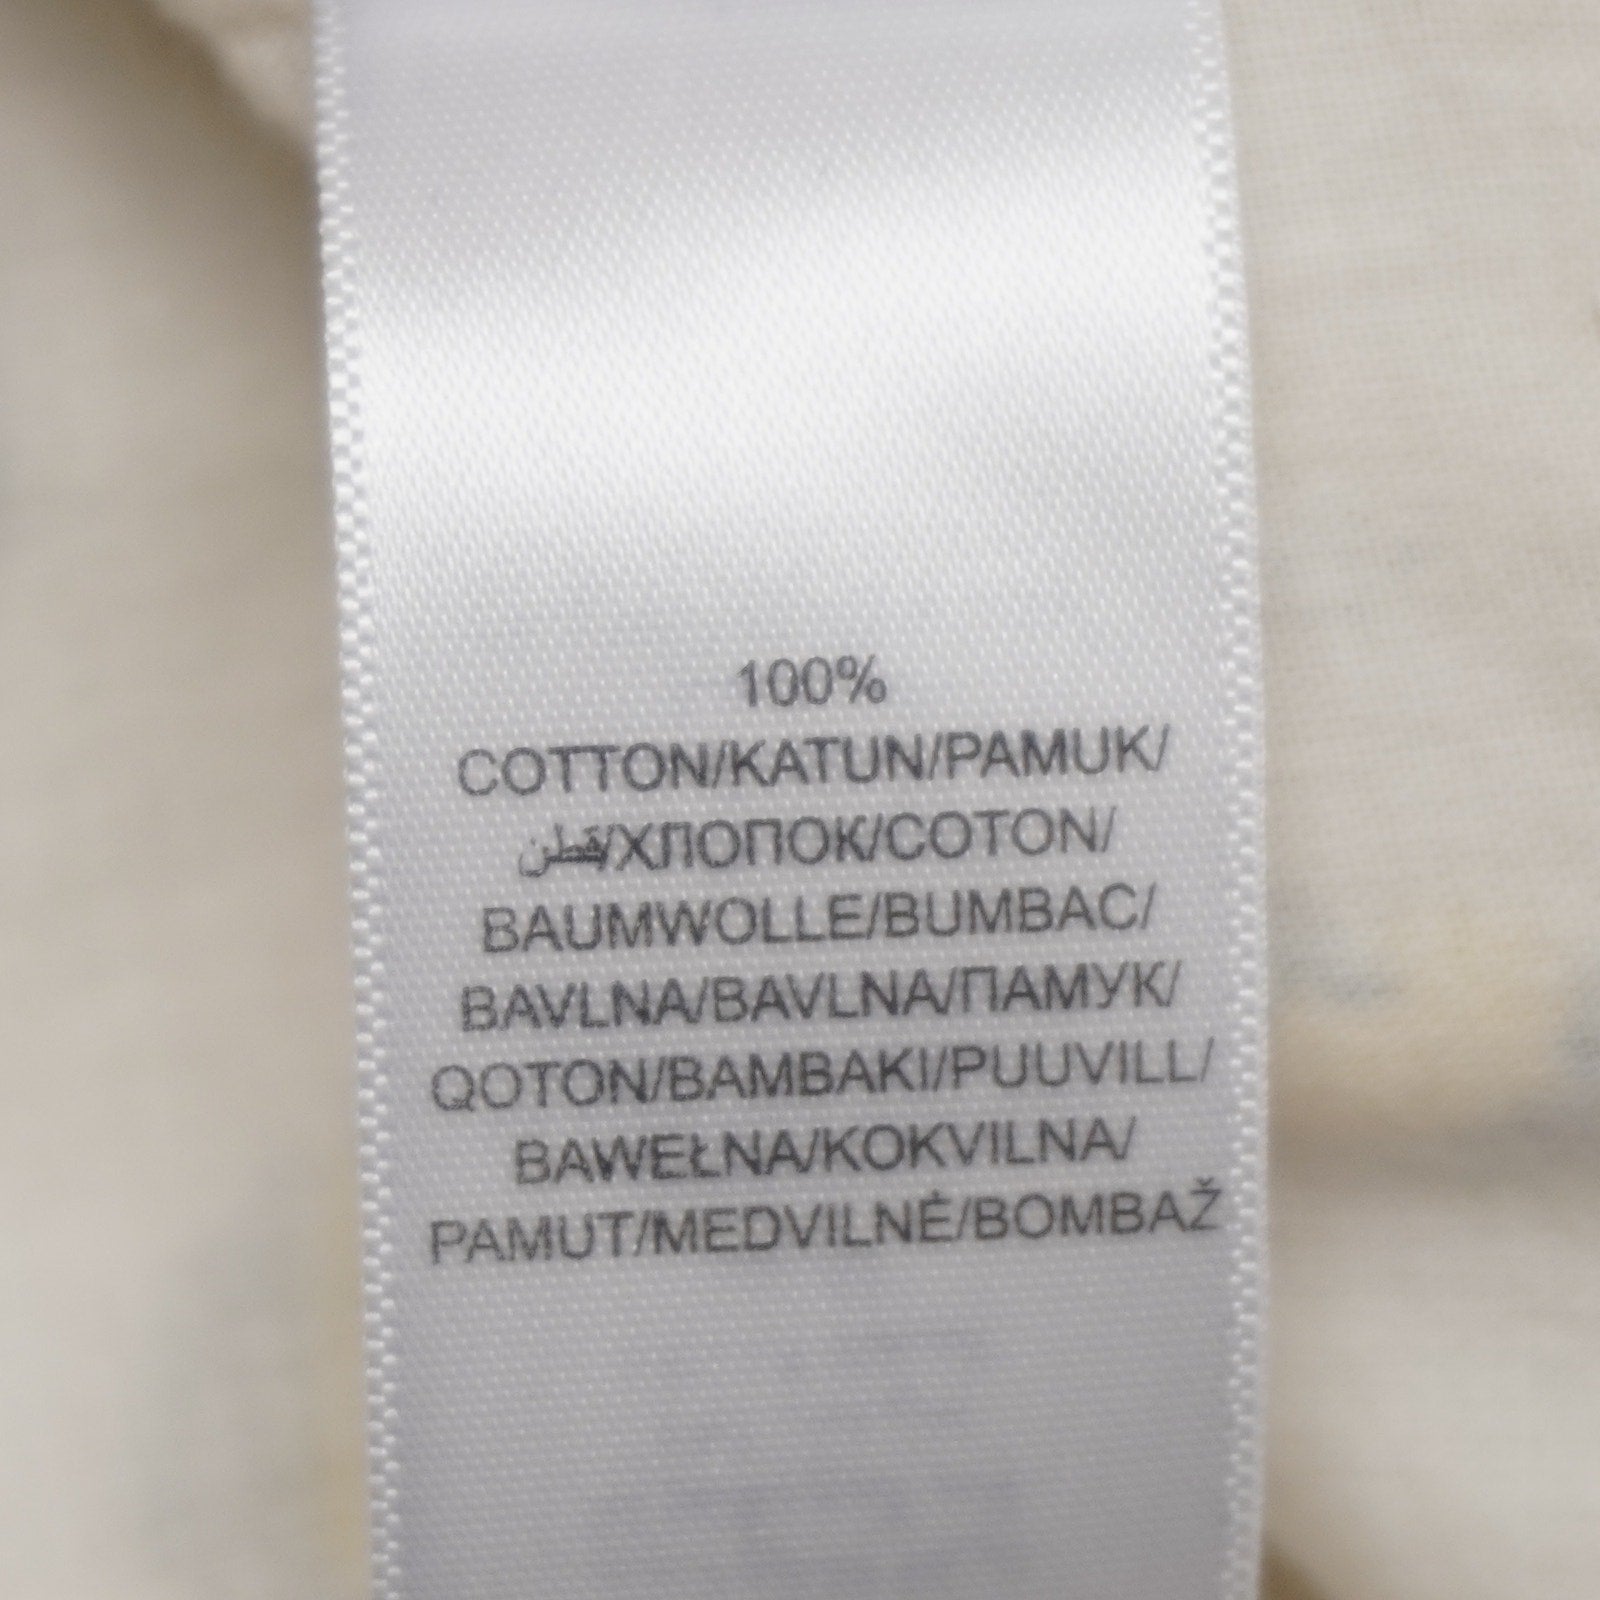 100%
COTTON/KATUN/PAMUK/
قطن/ХЛОПОК/COTON/
BAUMWOLLE/BUMBAC/
BAVLNA/BAVLNA/ПАМУК/
QOTON/BAMBAKI/PUUVILL/
BAWEŁNA/KOKVILNA/
PAMUT/MEDVILNĖ/BOMBAŽ